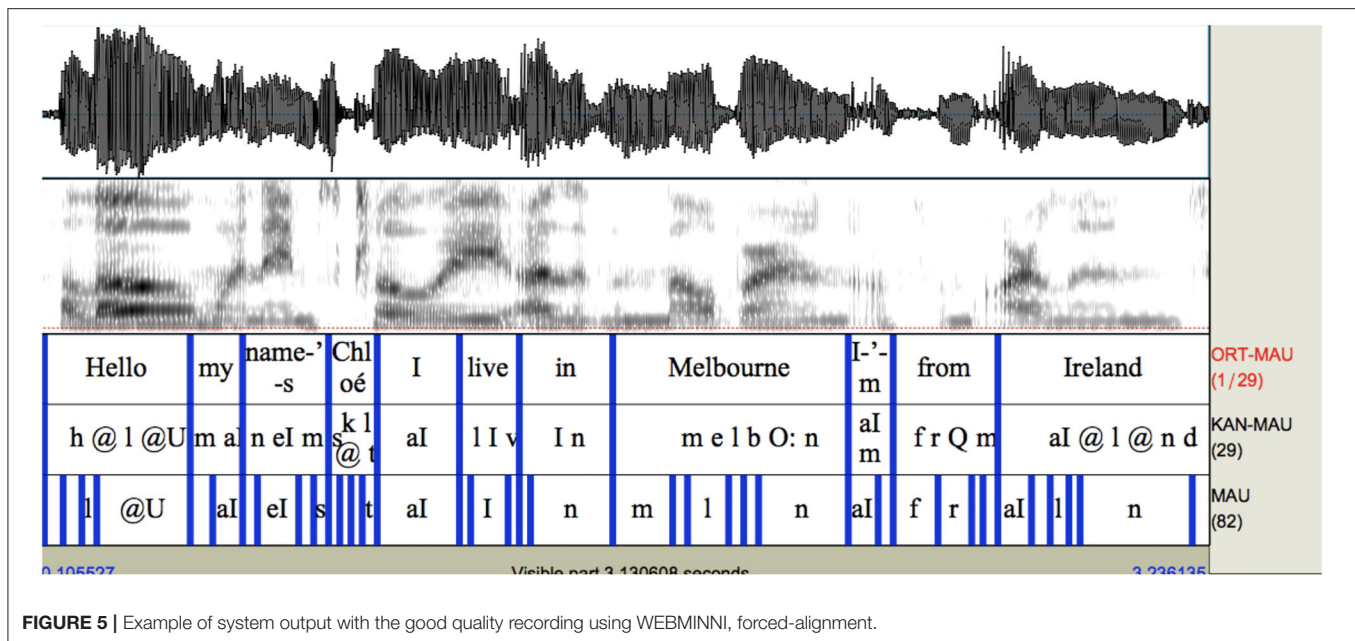 Hello my name-'-s Chloé I live in Melbourne I-'-m from Ireland ORT-MAU (1/29)
h @ l @U m aI n eI m s k l @ t aI l I v I n m e l b O: n aI m f r Q m aI @ l @ n d KAN-MAU (29)
l @U aI eI s t aI I n m l n aI f r aI l n MAU (82)
0.105527 Visible part 3.130608 seconds 3.236135
FIGURE 5 | Example of system output with the good quality recording using WEBMINNI, forced-alignment.